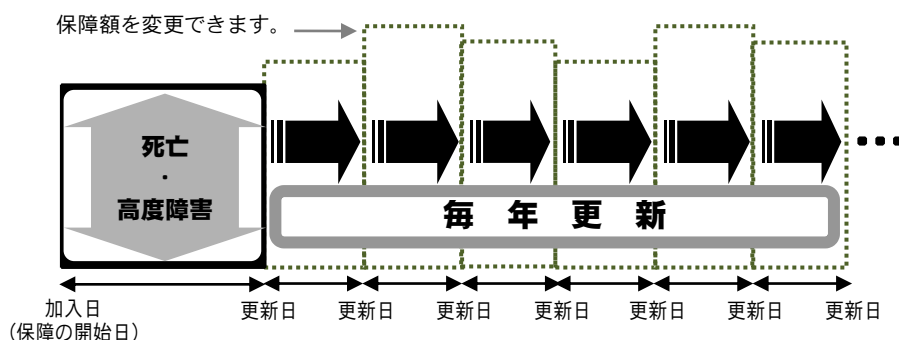 保障額を変更できます。
死亡
・
高度障害
毎年更新
加入日
（保障の開始日）
更新日
更新日
更新日
更新日
更新日
更新日
更新日